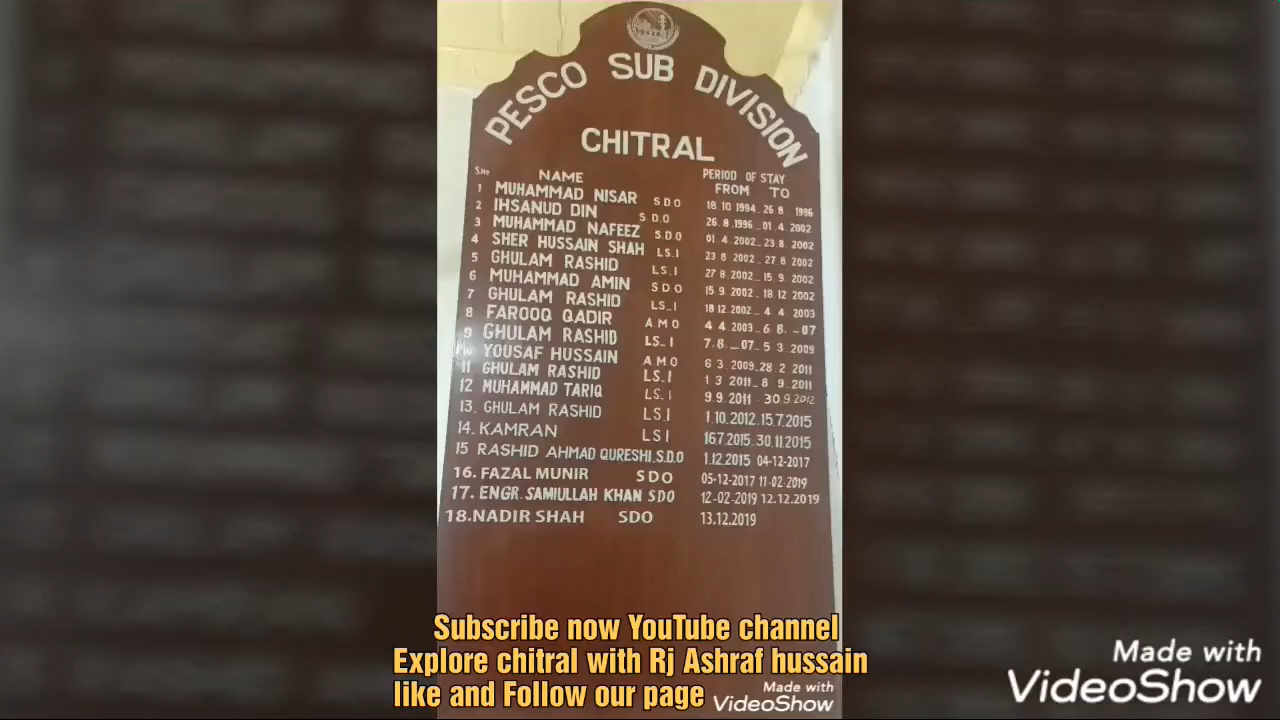 PESCO SUB DIVISION
CHITRAL
S.No NAME PERIOD OF STAY
FROM TO
1 MUHAMMAD NISAR S D O 18 10 1994 - 26 8 . 1996
2 IHSANUD DIN S.D.O 26.8.1996 - 01.4.2002
3 MUHAMMAD NAFEEZ S.D.O 01.4.2002 - 23.8.2002
4 SHER HUSSAIN SHAH LS.I 23 8 2002 - 27 8 2002
5 GHULAM RASHID LS.I 27 8.2002 - 15.9.2002
6 MUHAMMAD AMIN S D O 15 9.2002 - 18 12 2002
7 GHULAM RASHID LS_I 18.12.2002 - 4 4 2003
8 FAROOQ QADIR A.M O 4 4.2003 - 6.8. -07
9 GHULAM RASHID LS_I 7.8. -07 - 5 3 2009
10 YOUSAF HUSSAIN A.M.O 6 3 2009 . 28 2 2011
11 GHULAM RASHID LS.I 1 3 2011 - 8 9 2011
12 MUHAMMAD TARIQ LS.I 9.9.2011 - 30 9 2012
13. GHULAM RASHID LS.I 1.10.2012.15.7.2015
14. KAMRAN LSI 16.7.2015.30.11.2015
15 RASHID AHMAD QURESHI.S.D.O 1.12.2015 04-12-2017
16. FAZAL MUNIR SDO 05-12-2017 11-02-2019
17. ENGR. SAMIULLAH KHAN SDO 12-02-2019 12.12.2019
18.NADIR SHAH SDO 13.12.2019
Subscribe now YouTube channel
Explore chitral with Rj Ashraf hussain
like and Follow our page
Made with
VideoShow
Made with
VideoShow